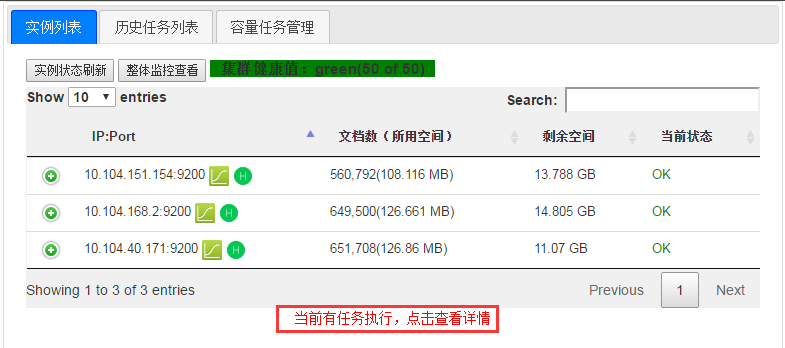 实例列表 历史任务列表 容量任务管理
实例状态刷新 整体监控查看 集群健康值：green(50 of 50)
Show 10 entries Search:
IP:Port 文档数（所用空间） 剩余空间 当前状态
10.104.151.154:9200 H 560,792(108.116 MB) 13.788 GB OK
10.104.168.2:9200 H 649,500(126.661 MB) 14.805 GB OK
10.104.40.171:9200 H 651,708(126.86 MB) 11.07 GB OK
Showing 1 to 3 of 3 entries Previous 1 Next
当前有任务执行，点击查看详情